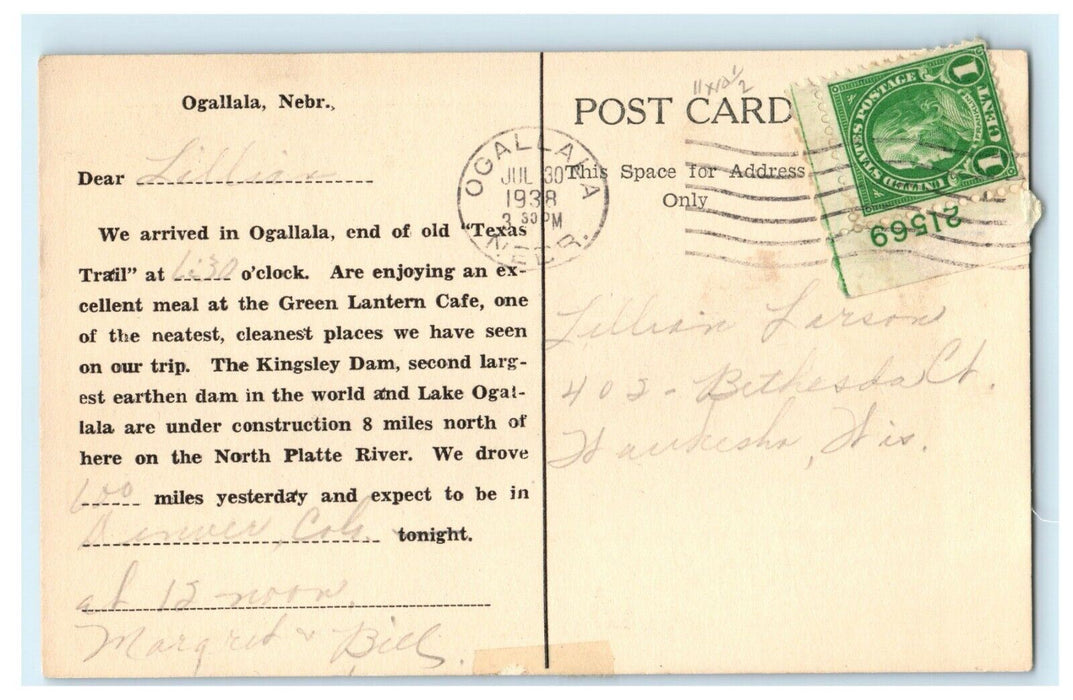 Ogallala, Nebr.,
Dear Lillian
We arrived in Ogallala, end of old "Texas
Trail" at 6:30 o'clock. Are enjoying an ex-
cellent meal at the Green Lantern Cafe, one
of the neatest, cleanest places we have seen
on our trip. The Kingsley Dam, second larg-
est earthen dam in the world and Lake Ogal-
lala are under construction 8 miles north of
here on the North Platte River. We drove
600 miles yesterday and expect to be in
Denver, Colo. tonight.
at 12 noon.
Margret & Bill.
11x10½
POST CARD
This Space for Address
Only
OGALLALA
JUL 30
1938
3 30 PM
NEBR.
UNITED STATES POSTAGE
1 CENT 1
FRANKLIN
21569
Lillian Larson
402 - Bethesda Ct.
Waukesha, Wis.